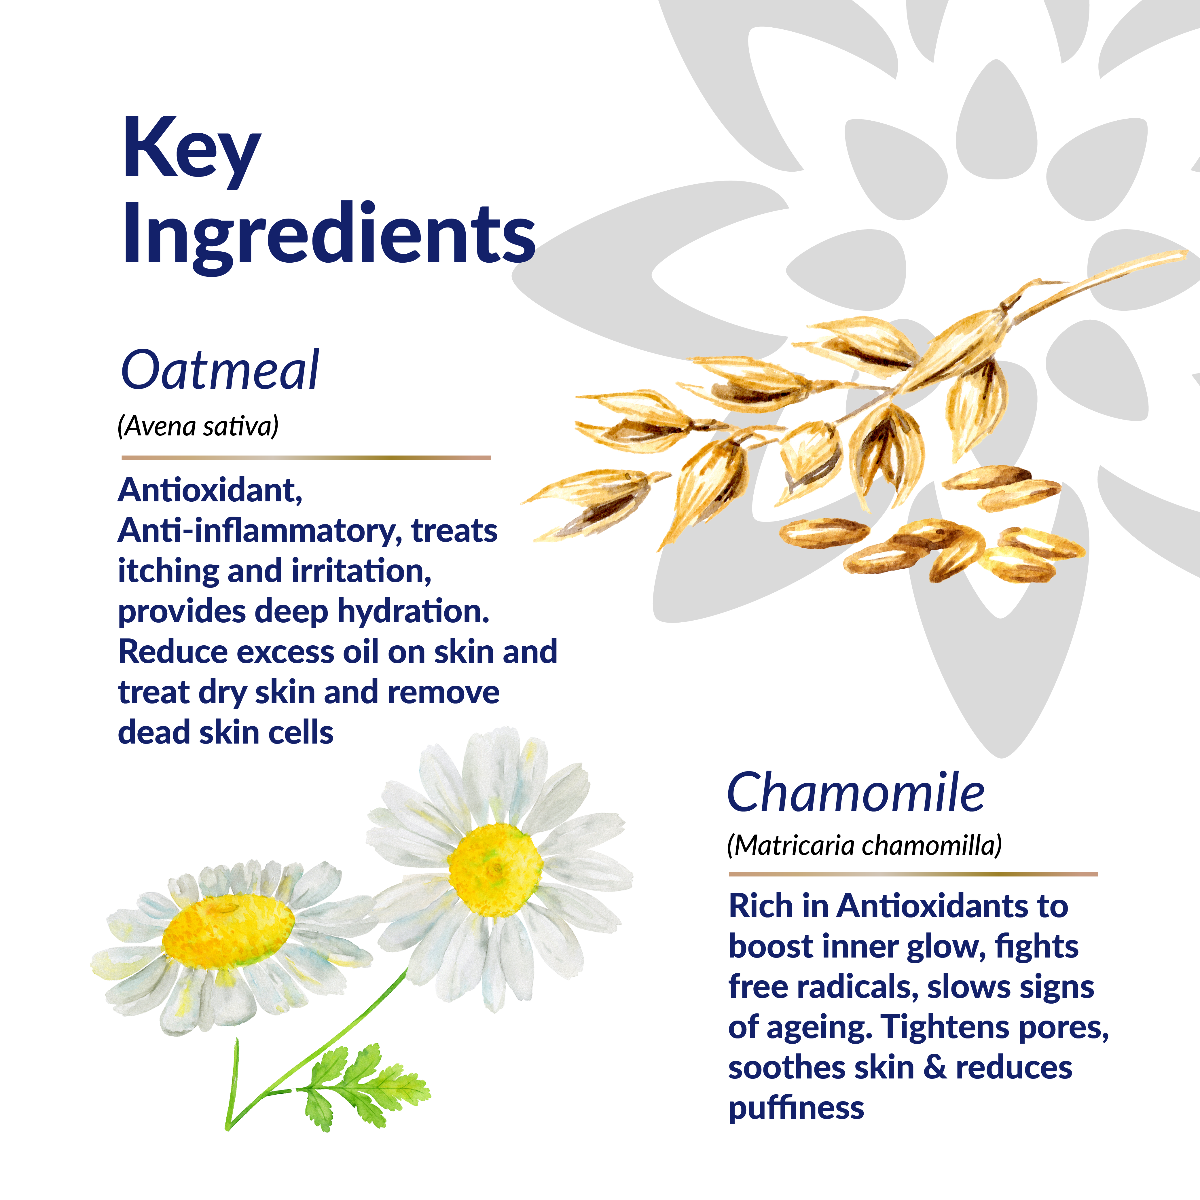 Key
Ingredients
Oatmeal
(Avena sativa)
Antioxidant,
Anti-inflammatory, treats
itching and irritation,
provides deep hydration.
Reduce excess oil on skin and
treat dry skin and remove
dead skin cells
Chamomile
(Matricaria chamomilla)
Rich in Antioxidants to
boost inner glow, fights
free radicals, slows signs
of ageing. Tightens pores,
soothes skin & reduces
puffiness